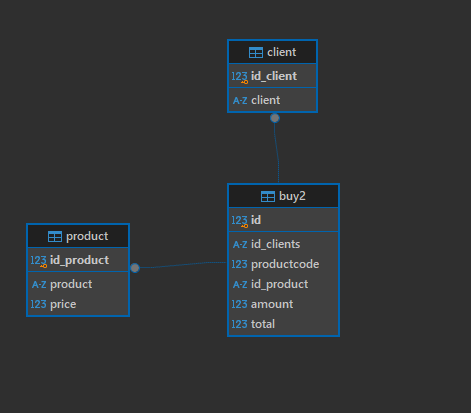 client
123 id_client
A-Z client
buy2
123 id
A-Z id_clients
123 productcode
A-Z id_product
123 amount
123 total
product
123 id_product
A-Z product
123 price